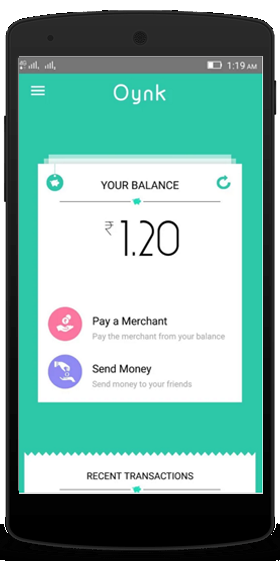 4G 1:19 AM
Oynk
YOUR BALANCE
₹ 1.20
Pay a Merchant
Pay the merchant from your balance
Send Money
Send money to your friends
RECENT TRANSACTIONS